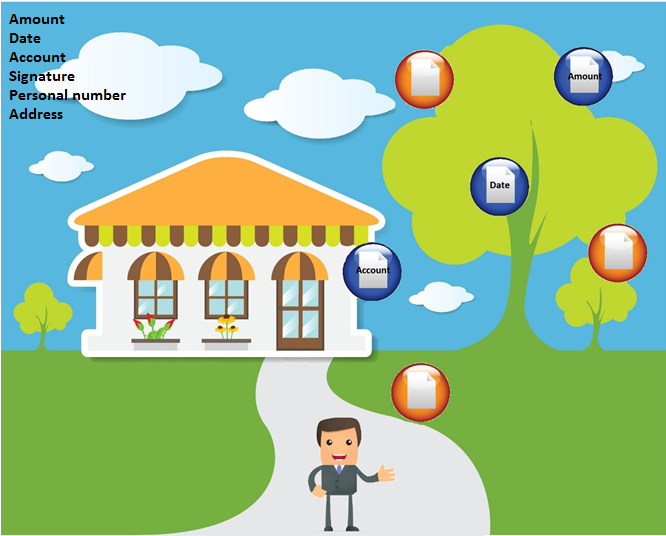 Amount
Date
Account
Signature
Personal number
Address
Amount
Date
Account